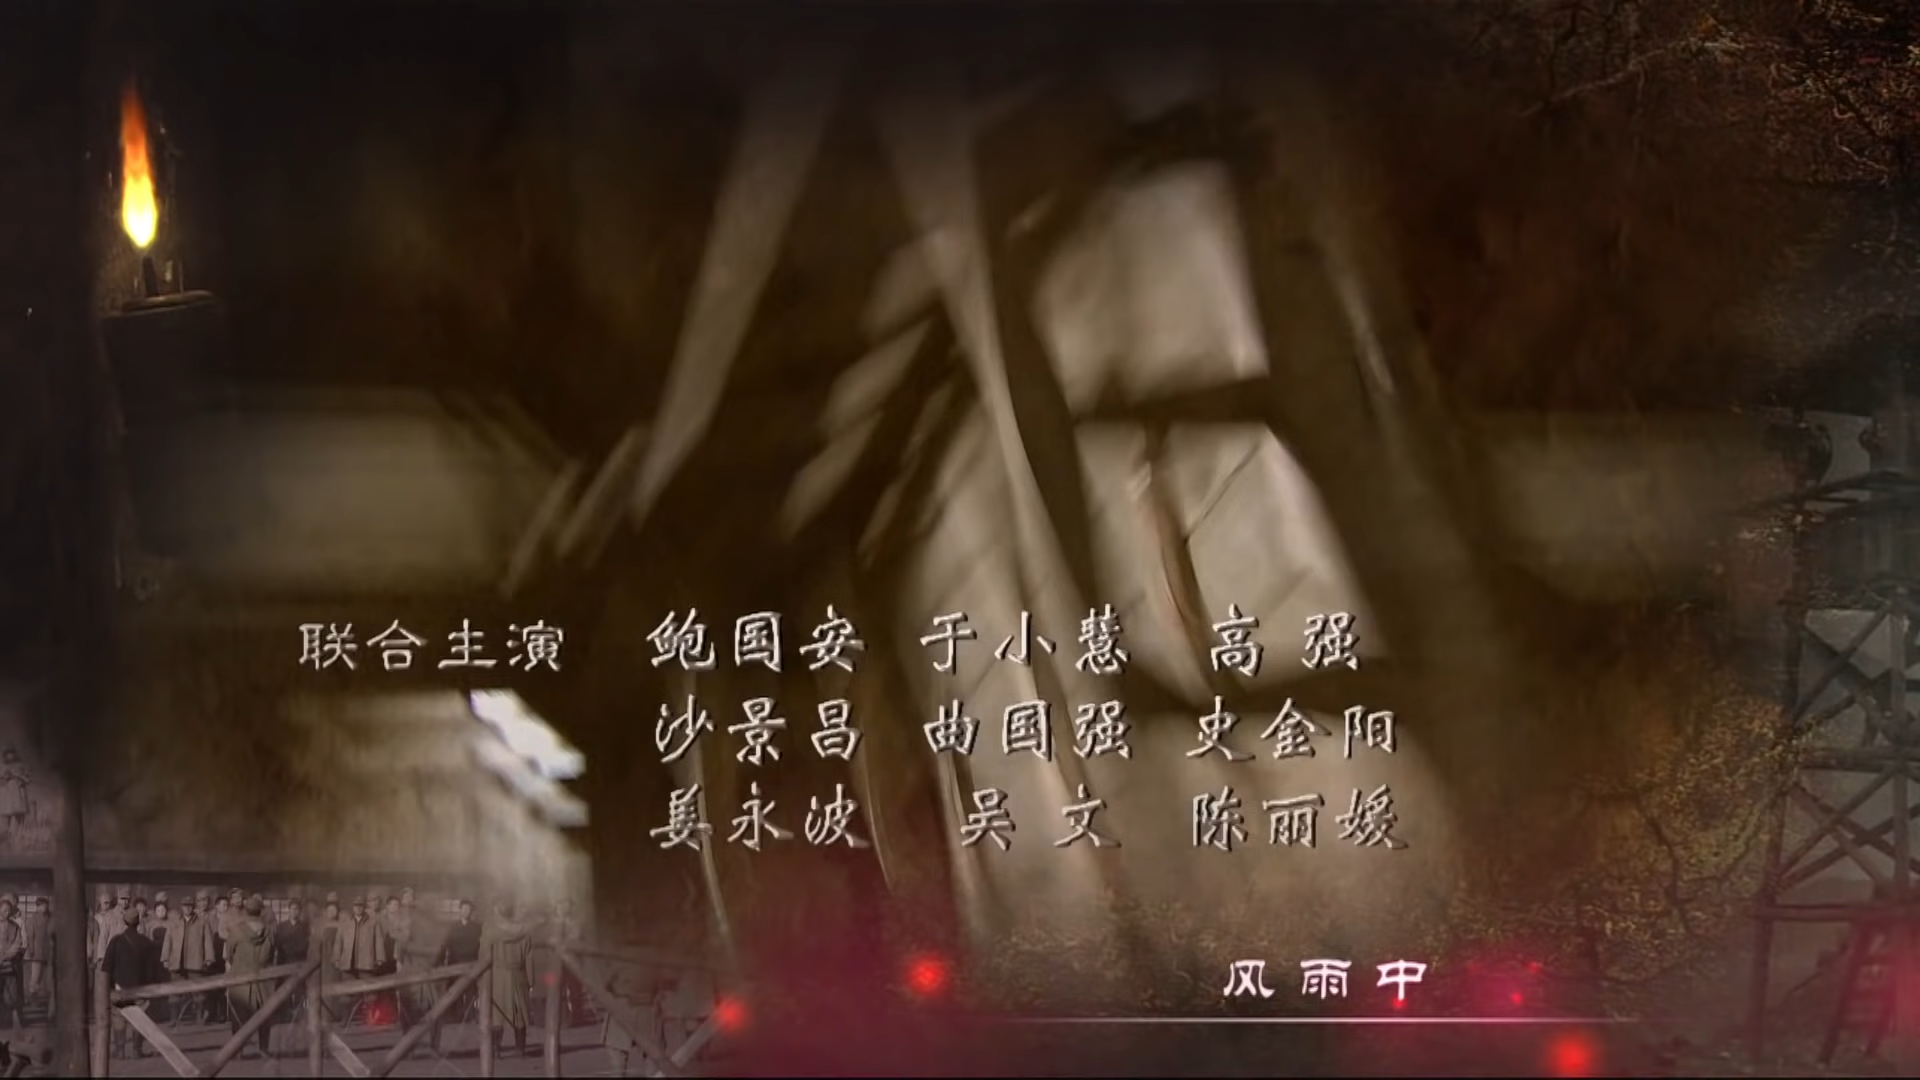 联合主演 鲍国安 于小慧 高强
沙景昌 曲国强 史金阳
姜永波 吴文 陈丽媛
风雨中